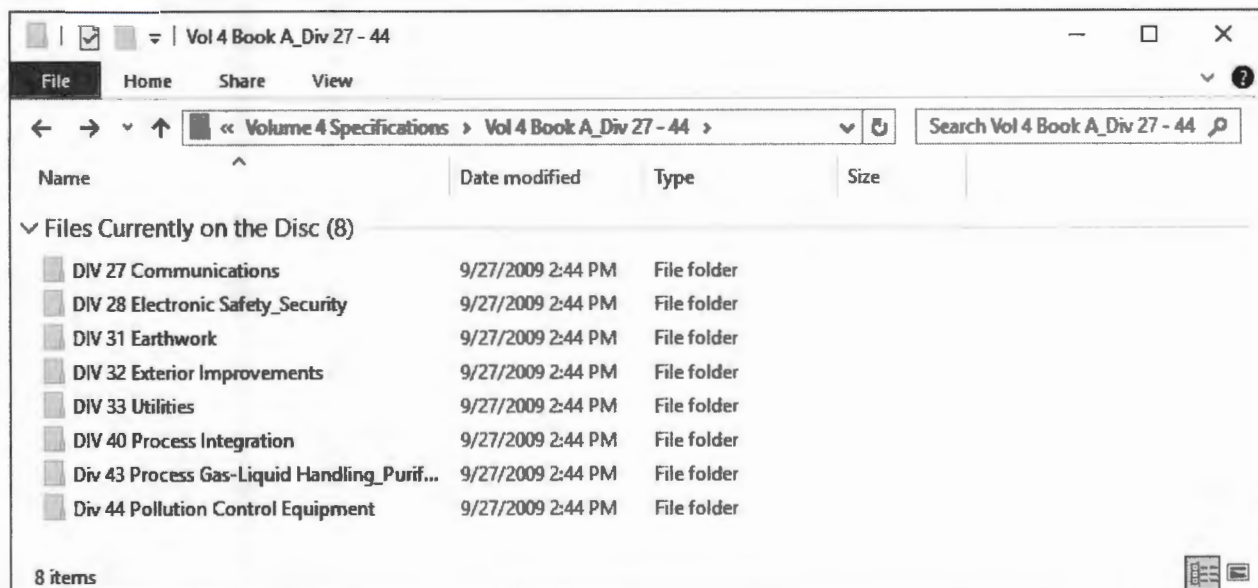 Vol 4 Book A_Div 27 - 44
File Home Share View
« Volume 4 Specifications › Vol 4 Book A_Div 27 - 44 › Search Vol 4 Book A_Div 27 - 44
Name Date modified Type Size
Files Currently on the Disc (8)
DIV 27 Communications 9/27/2009 2:44 PM File folder
DIV 28 Electronic Safety_Security 9/27/2009 2:44 PM File folder
DIV 31 Earthwork 9/27/2009 2:44 PM File folder
DIV 32 Exterior Improvements 9/27/2009 2:44 PM File folder
DIV 33 Utilities 9/27/2009 2:44 PM File folder
DIV 40 Process Integration 9/27/2009 2:44 PM File folder
Div 43 Process Gas-Liquid Handling_Purif... 9/27/2009 2:44 PM File folder
Div 44 Pollution Control Equipment 9/27/2009 2:44 PM File folder
8 items